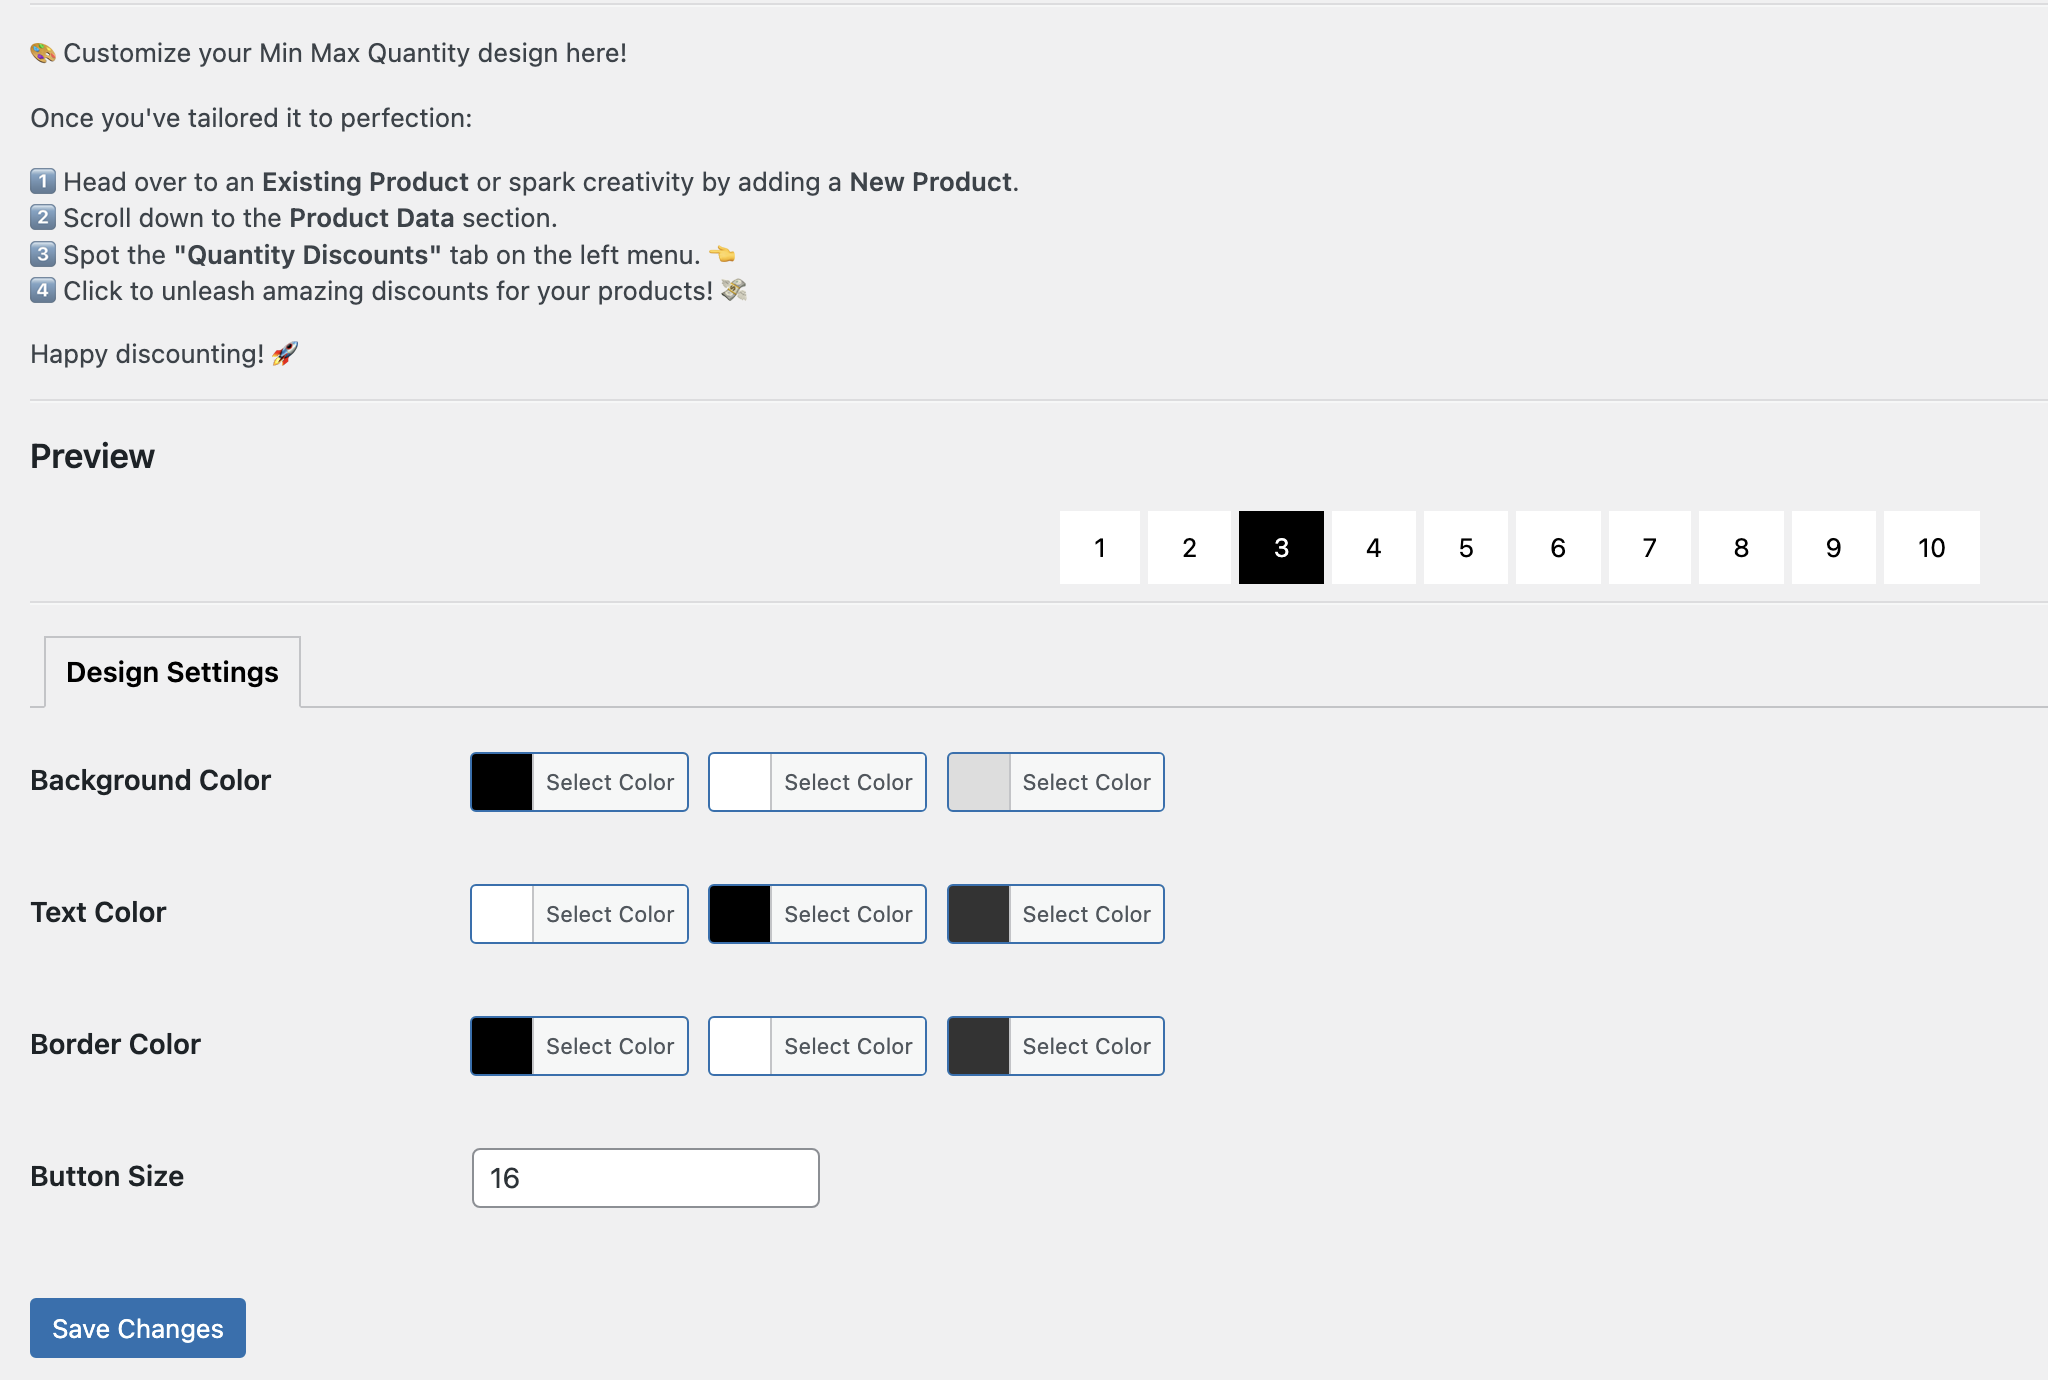 🎨 Customize your Min Max Quantity design here!
Once you've tailored it to perfection:
1️⃣ Head over to an Existing Product or spark creativity by adding a New Product.
2️⃣ Scroll down to the Product Data section.
3️⃣ Spot the "Quantity Discounts" tab on the left menu. 👈
4️⃣ Click to unleash amazing discounts for your products! 💸
Happy discounting! 🚀
Preview
1 2 3 4 5 6 7 8 9 10
Design Settings
Background Color Select Color Select Color Select Color
Text Color Select Color Select Color Select Color
Border Color Select Color Select Color Select Color
Button Size 16
Save Changes